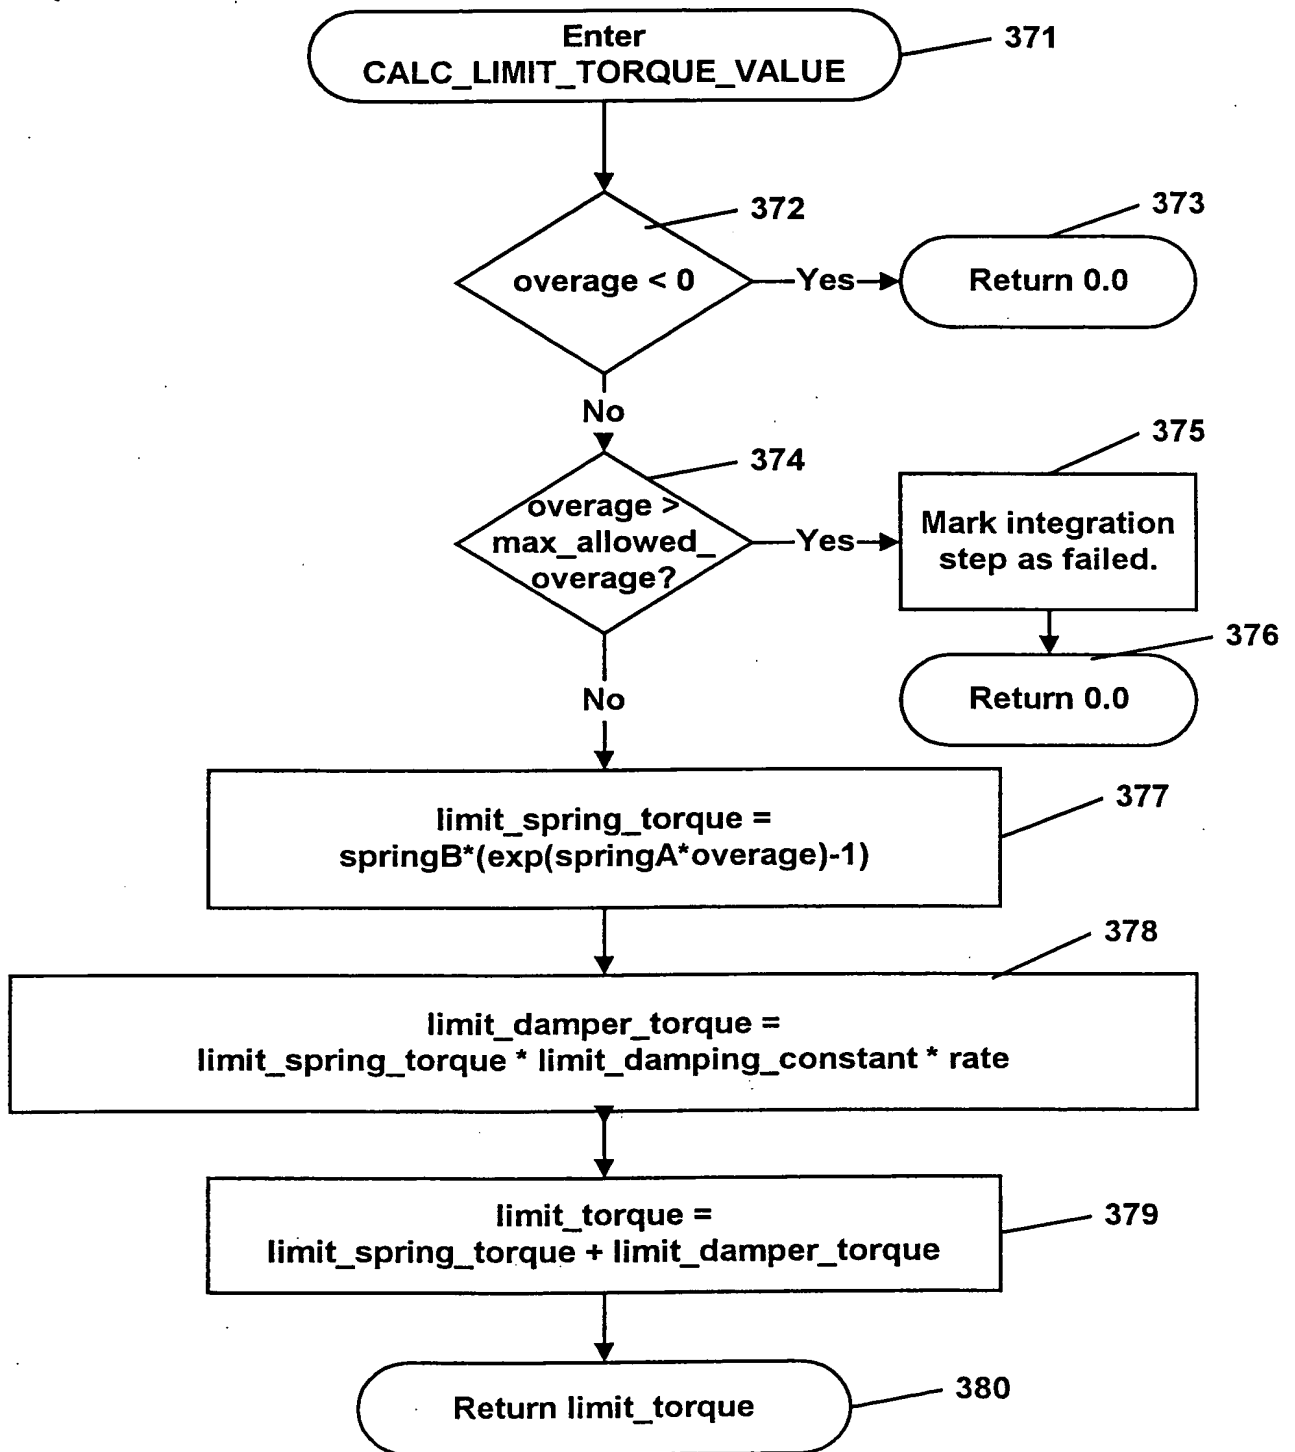 Enter
CALC_LIMIT_TORQUE_VALUE
371
372
overage < 0
Yes
373
Return 0.0
No
374
overage >
max_allowed_
overage?
Yes
375
Mark integration
step as failed.
376
Return 0.0
No
377
limit_spring_torque =
springB*(exp(springA*overage)-1)
378
limit_damper_torque =
limit_spring_torque * limit_damping_constant * rate
379
limit_torque =
limit_spring_torque + limit_damper_torque
380
Return limit_torque